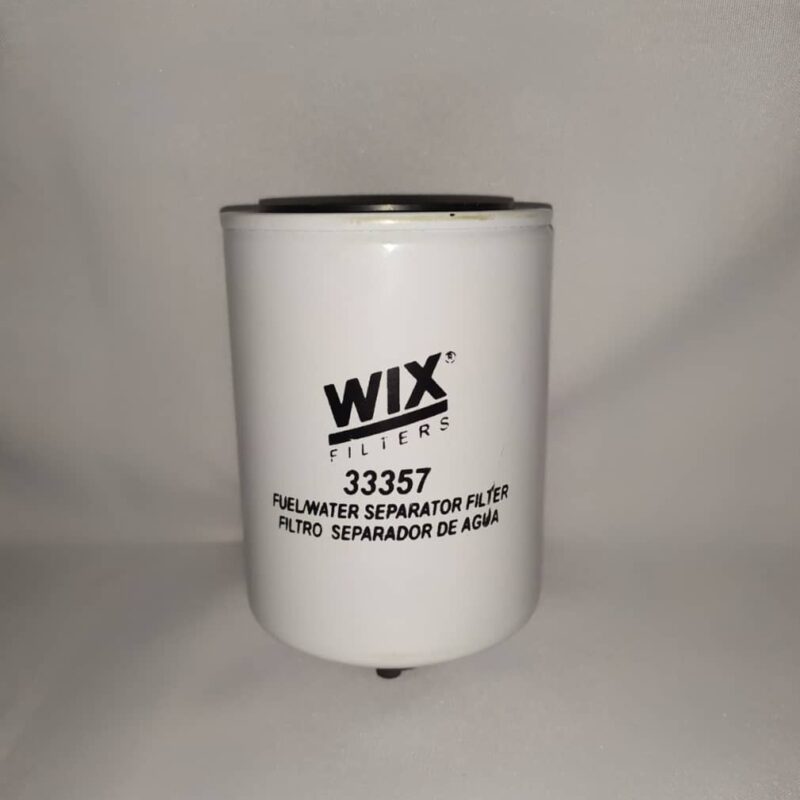 WIX®
FILTERS
33357
FUEL/WATER SEPARATOR FILTER
FILTRO SEPARADOR DE AGUA